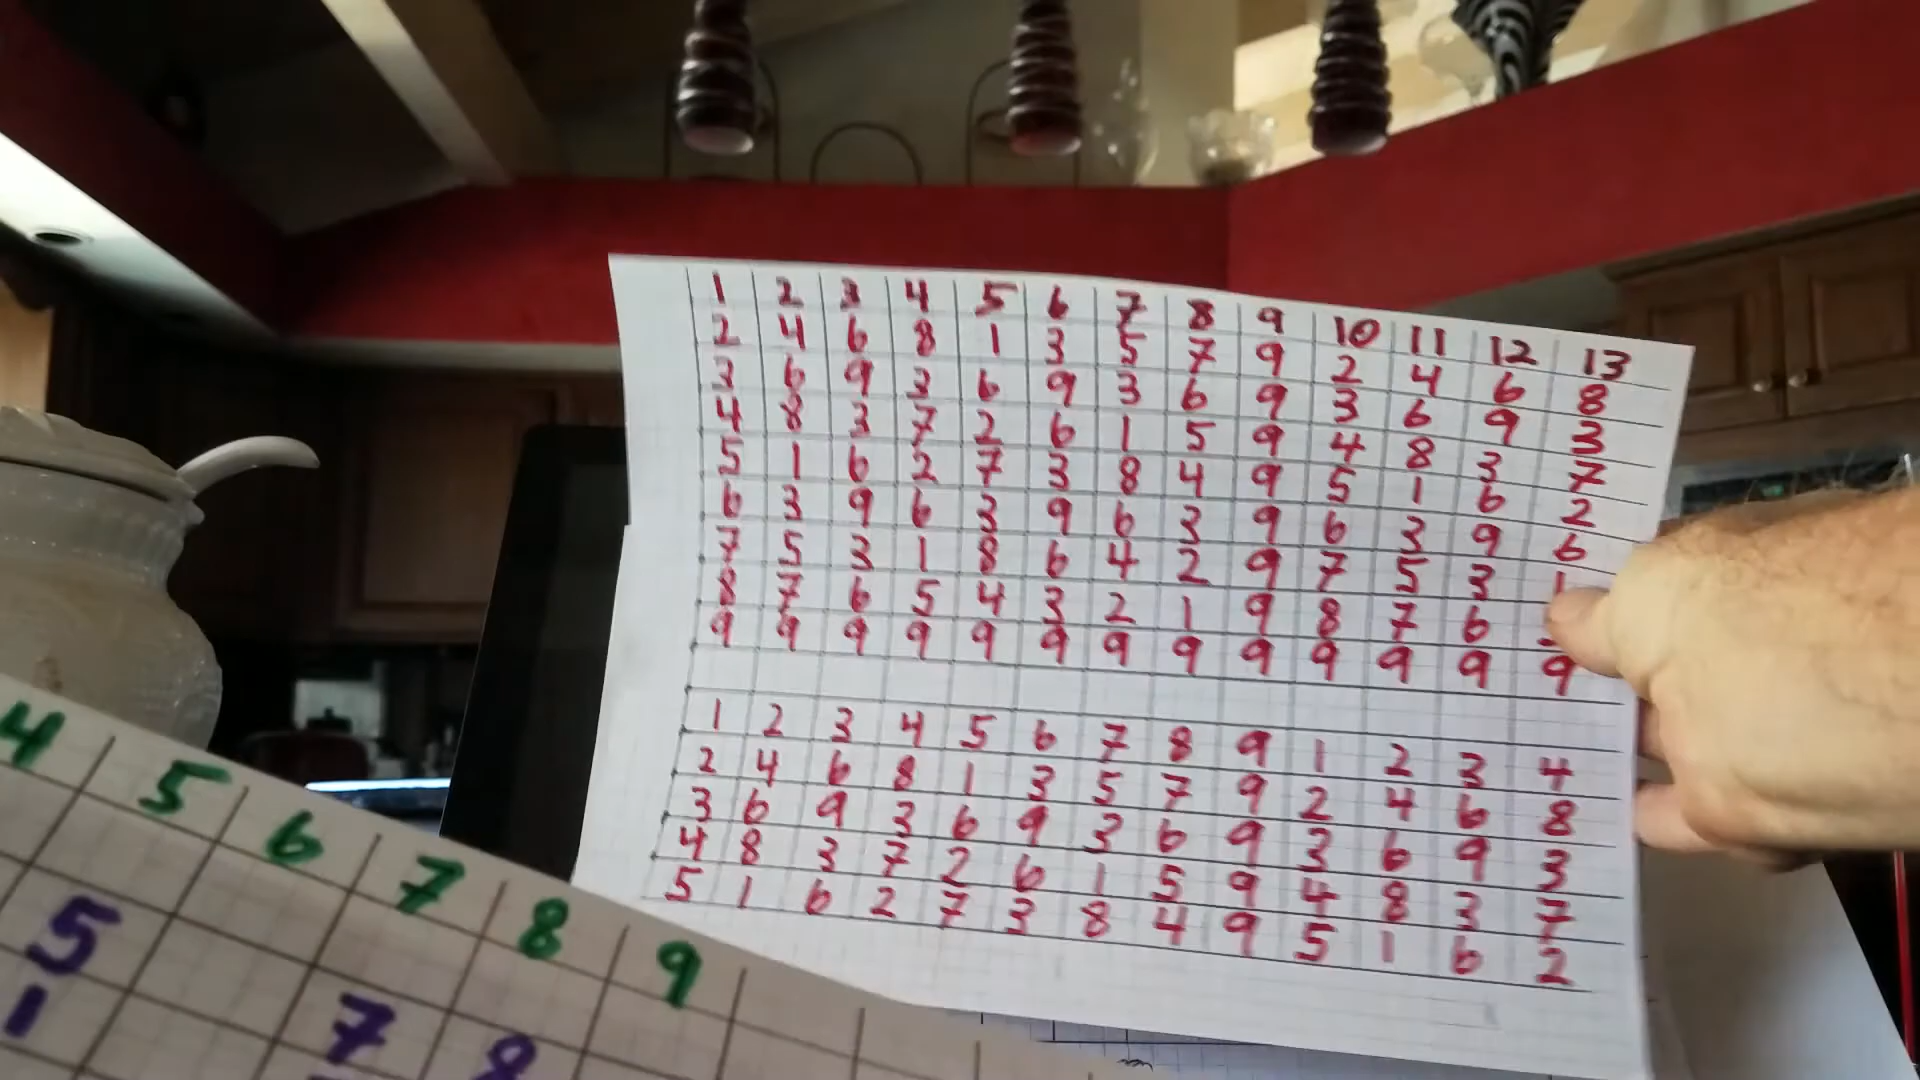 1 2 3 4 5 6 7 8 9 10 11 12 13
2 4 6 8 1 3 5 7 9 2 4 6 8
3 6 9 3 6 9 3 6 9 3 6 9 3
4 8 3 7 2 6 1 5 9 4 8 3 7
5 1 6 2 7 3 8 4 9 5 1 6 2
6 3 9 6 3 9 6 3 9 6 3 9 6
7 5 3 1 8 6 4 2 9 7 5 3 1
8 7 6 5 4 3 2 1 9 8 7 6
9 9 9 9 9 9 9 9 9 9 9 9 9
1 2 3 4 5 6 7 8 9 1 2 3 4
2 4 6 8 1 3 5 7 9 2 4 6 8
3 6 9 3 6 9 3 6 9 3 6 9 3
4 8 3 7 2 6 1 5 9 4 8 3 7
5 1 6 2 7 3 8 4 9 5 1 6 2
4 5 6 7 8 9
5
1 7 8